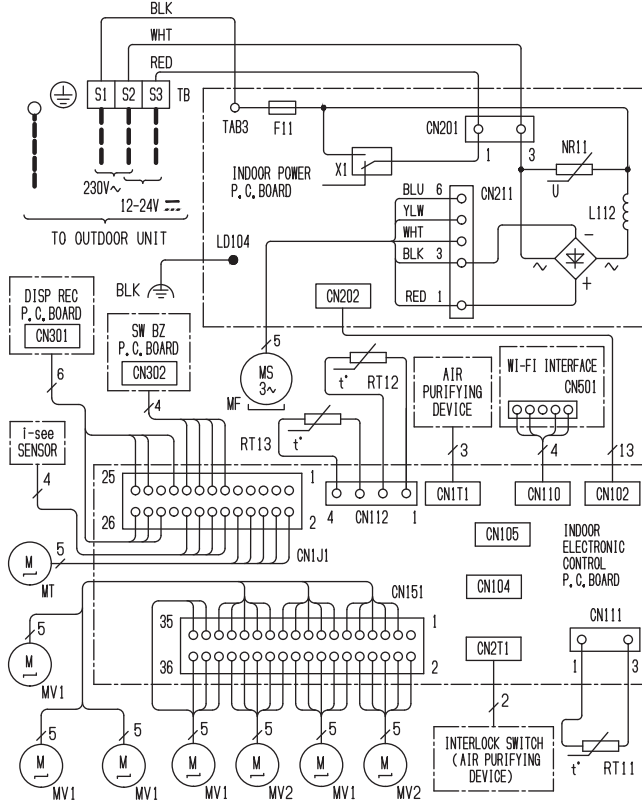 BLK
WHT
RED
S1 S2 S3 TB
TAB3
F11
CN201
1 3
NR11
U
X1
INDOOR POWER
P.C.BOARD
230V~
12-24V
TO OUTDOOR UNIT
BLU 6
CN211
YLW
WHT
BLK 3
RED 1
L112
~ ~
−
+
LD104
BLK
CN202
DISP REC
P.C.BOARD
CN301
6
SW BZ
P.C.BOARD
CN302
4
5
MS
3~
MF
t°
RT12
t°
RT13
AIR
PURIFYING
DEVICE
3
WI-FI INTERFACE
CN501
4
13
i-see
SENSOR
4
25 1
26 2
CN1J1
4 CN112 1
CN1T1
CN110
CN102
CN105
INDOOR
ELECTRONIC
CONTROL
P.C.BOARD
M
5
MT
CN104
CN151
35 1
36 2
CN111
1 3
CN2T1
5
M
MV1
2
5 5 5 5 5 5
M M M M M M
MV1 MV1 MV1 MV2 MV1 MV2
INTERLOCK SWITCH
(AIR PURIFYING
DEVICE)
t°
RT11